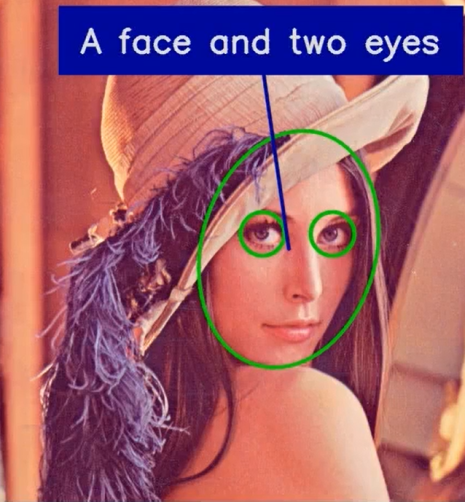 A face and two eyes